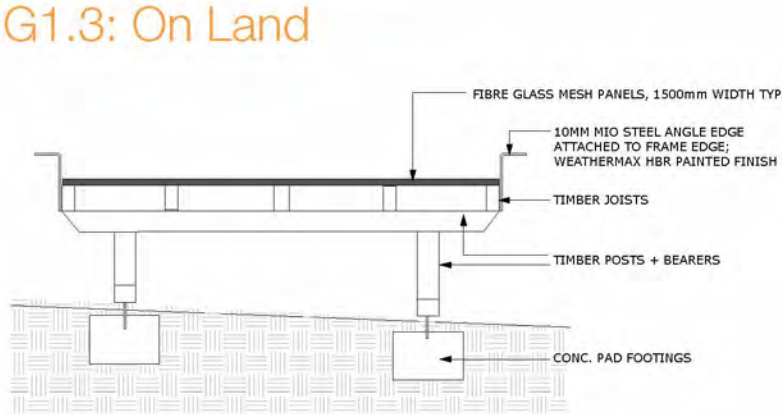 G1.3: On Land
FIBRE GLASS MESH PANELS, 1500mm WIDTH TYP
10MM MIO STEEL ANGLE EDGE
ATTACHED TO FRAME EDGE;
WEATHERMAX HBR PAINTED FINISH
TIMBER JOISTS
TIMBER POSTS + BEARERS
CONC. PAD FOOTINGS